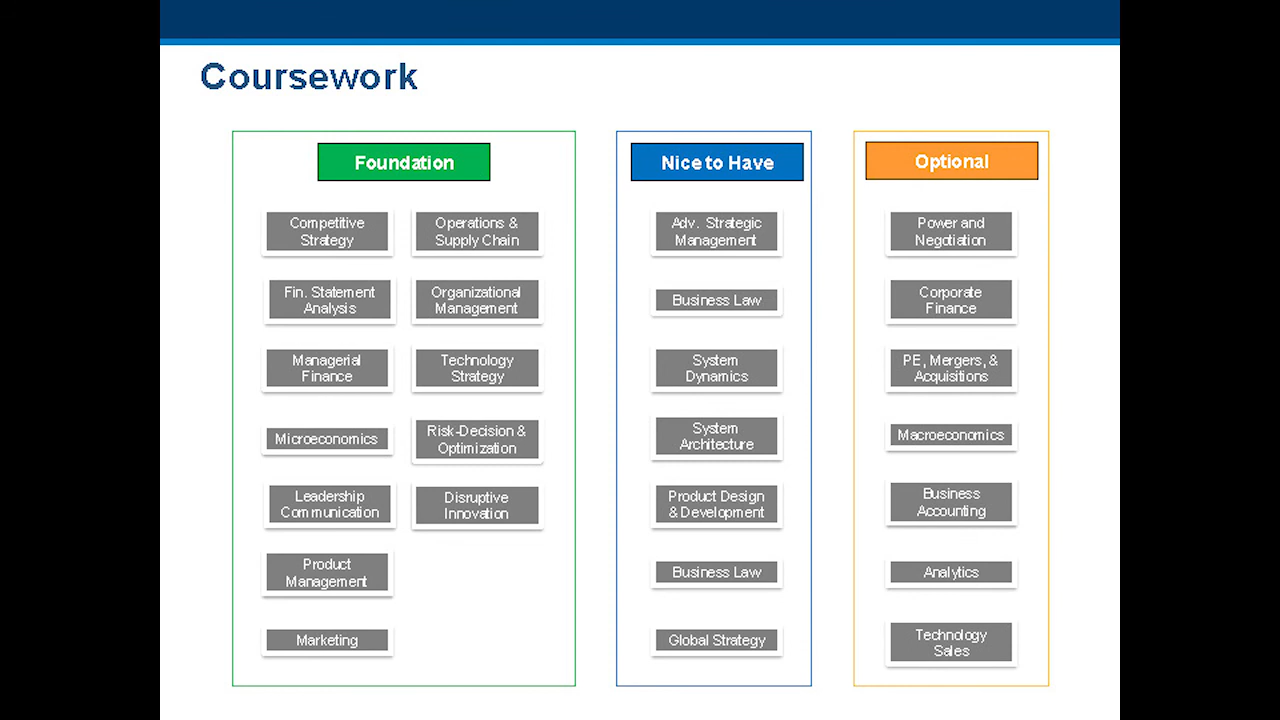 Coursework
Foundation
Competitive
Strategy
Fin. Statement
Analysis
Managerial
Finance
Microeconomics
Leadership
Communication
Product
Management
Marketing
Operations &
Supply Chain
Organizational
Management
Technology
Strategy
Risk-Decision &
Optimization
Disruptive
Innovation
Nice to Have
Adv. Strategic
Management
Business Law
System
Dynamics
System
Architecture
Product Design
& Development
Business Law
Global Strategy
Optional
Power and
Negotiation
Corporate
Finance
PE, Mergers, &
Acquisitions
Macroeconomics
Business
Accounting
Analytics
Technology
Sales